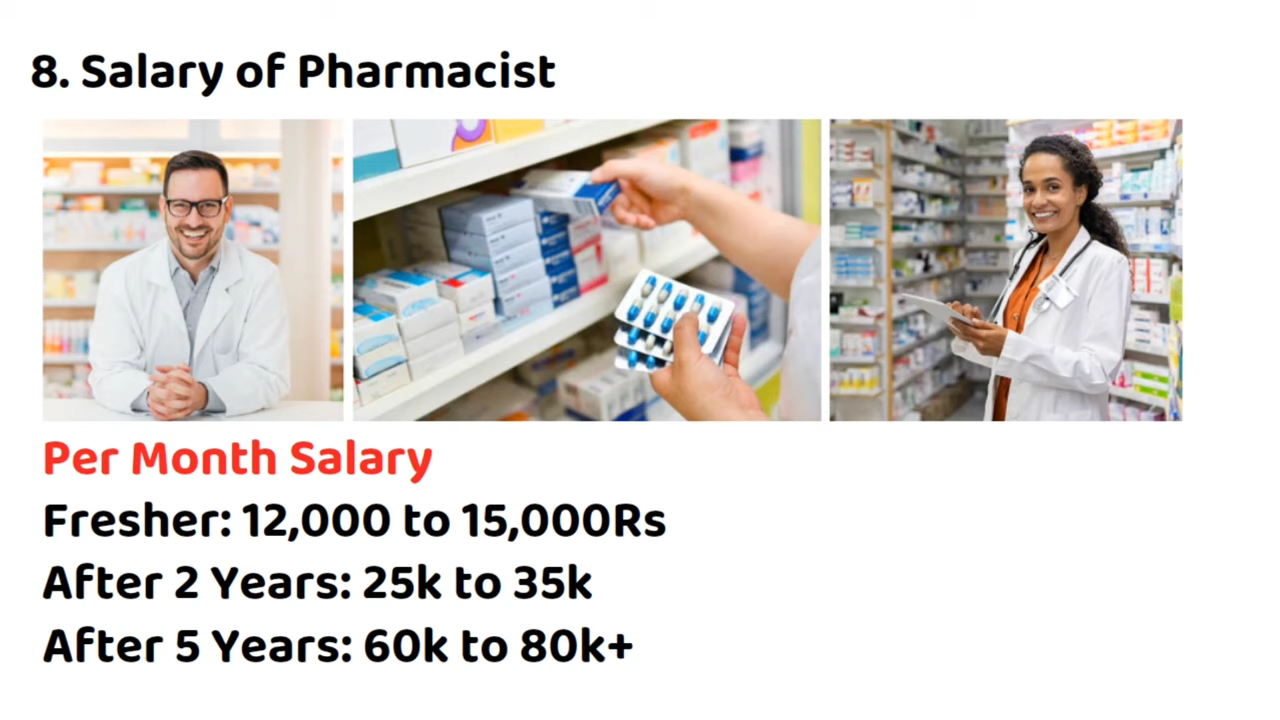 8. Salary of Pharmacist
Per Month Salary
Fresher: 12,000 to 15,000Rs
After 2 Years: 25k to 35k
After 5 Years: 60k to 80k+